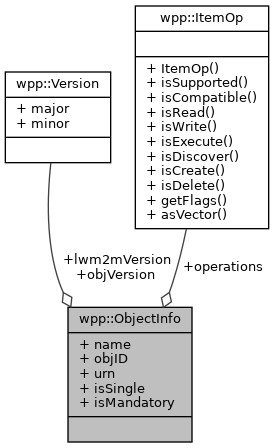 wpp::ItemOp
+ ItemOp()
+ isSupported()
+ isCompatible()
+ isRead()
+ isWrite()
+ isExecute()
+ isDiscover()
+ isCreate()
+ isDelete()
+ getFlags()
+ asVector()
wpp::Version
+ major
+ minor
+lwm2mVersion
+objVersion
+operations
wpp::ObjectInfo
+ name
+ objID
+ urn
+ isSingle
+ isMandatory